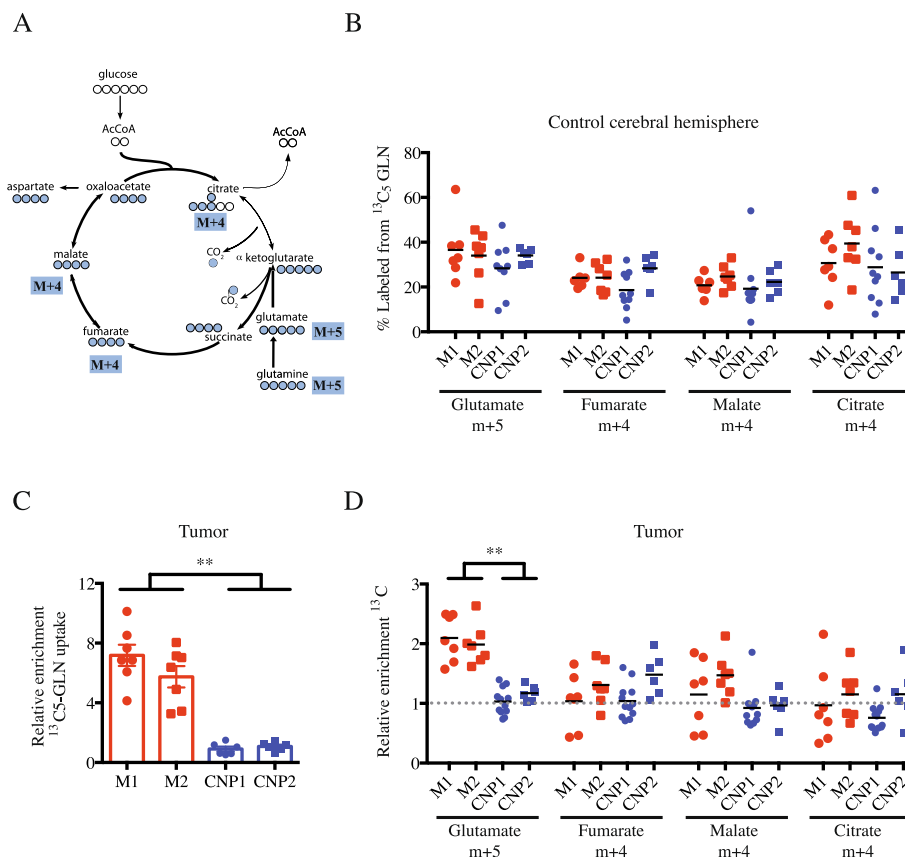 A
glucose
AcCoA
AcCoA
aspartate
oxaloacetate
citrate
M+4
CO2
α ketoglutarate
malate
M+4
CO2
glutamate
M+5
succinate
fumarate
M+4
glutamine
M+5
B
Control cerebral hemisphere
% Labeled from 13C5 GLN
80
60
40
20
0
M1 M2 CNP1 CNP2 M1 M2 CNP1 CNP2 M1 M2 CNP1 CNP2 M1 M2 CNP1 CNP2
Glutamate Fumarate Malate Citrate
m+5 m+4 m+4 m+4
C
Tumor
**
Relative enrichment
13C5-GLN uptake
12
8
4
0
M1 M2 CNP1 CNP2
D
Tumor
**
Relative enrichment 13C
3
2
1
0
M1 M2 CNP1 CNP2 M1 M2 CNP1 CNP2 M1 M2 CNP1 CNP2 M1 M2 CNP1 CNP2
Glutamate Fumarate Malate Citrate
m+5 m+4 m+4 m+4